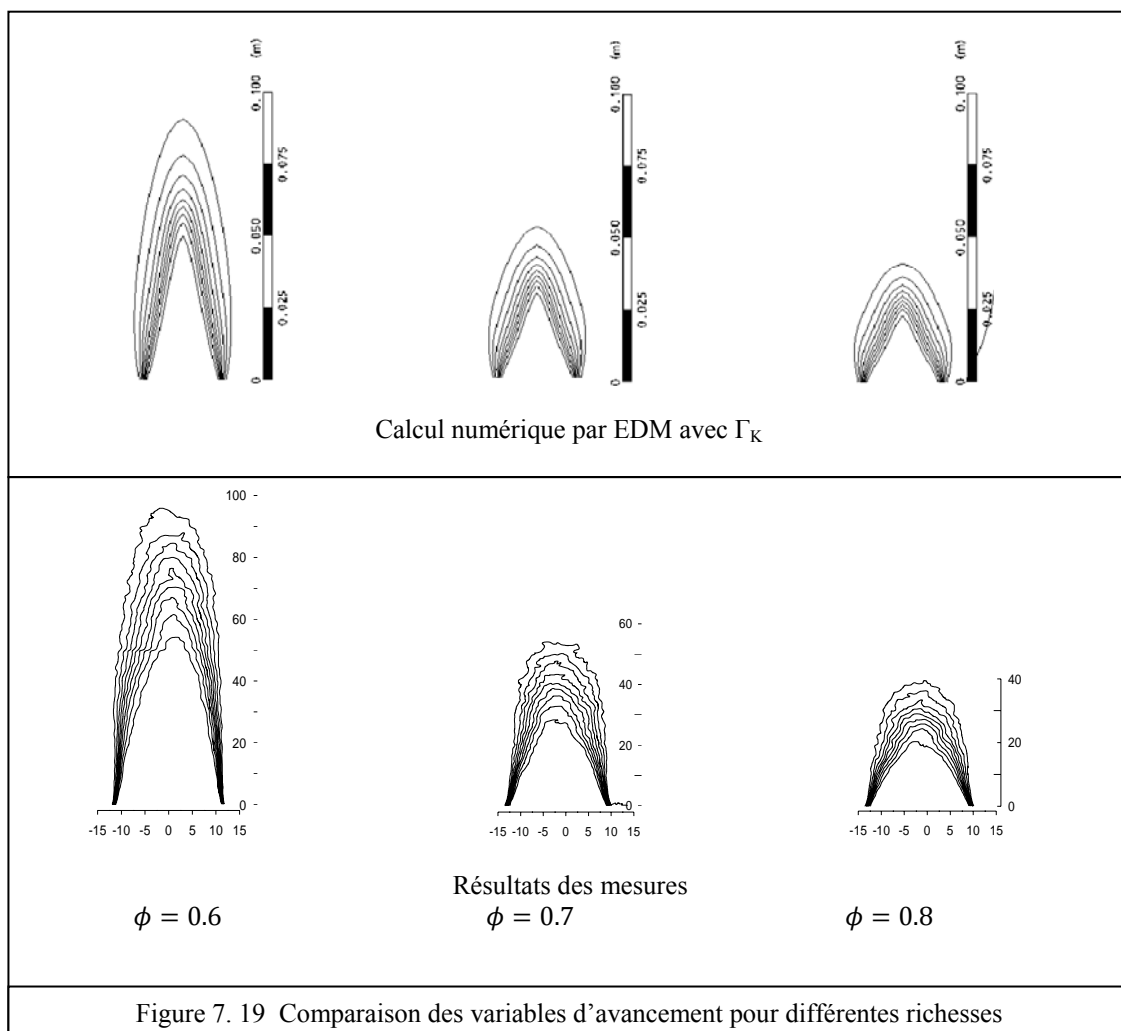 (m)
0.100
0.075
0.050
0.025
0
(m)
0.100
0.075
0.050
0.025
0
(m)
0.100
0.075
0.050
0.025
0
Calcul numérique par EDM avec Γ_K
100
80
60
40
20
0
-15 -10 -5 0 5 10 15
60
40
20
0
-15 -10 -5 0 5 10 15
40
20
0
-15 -10 -5 0 5 10 15
Résultats des mesures
𝜙 = 0.6 𝜙 = 0.7 𝜙 = 0.8
Figure 7. 19 Comparaison des variables d’avancement pour différentes richesses